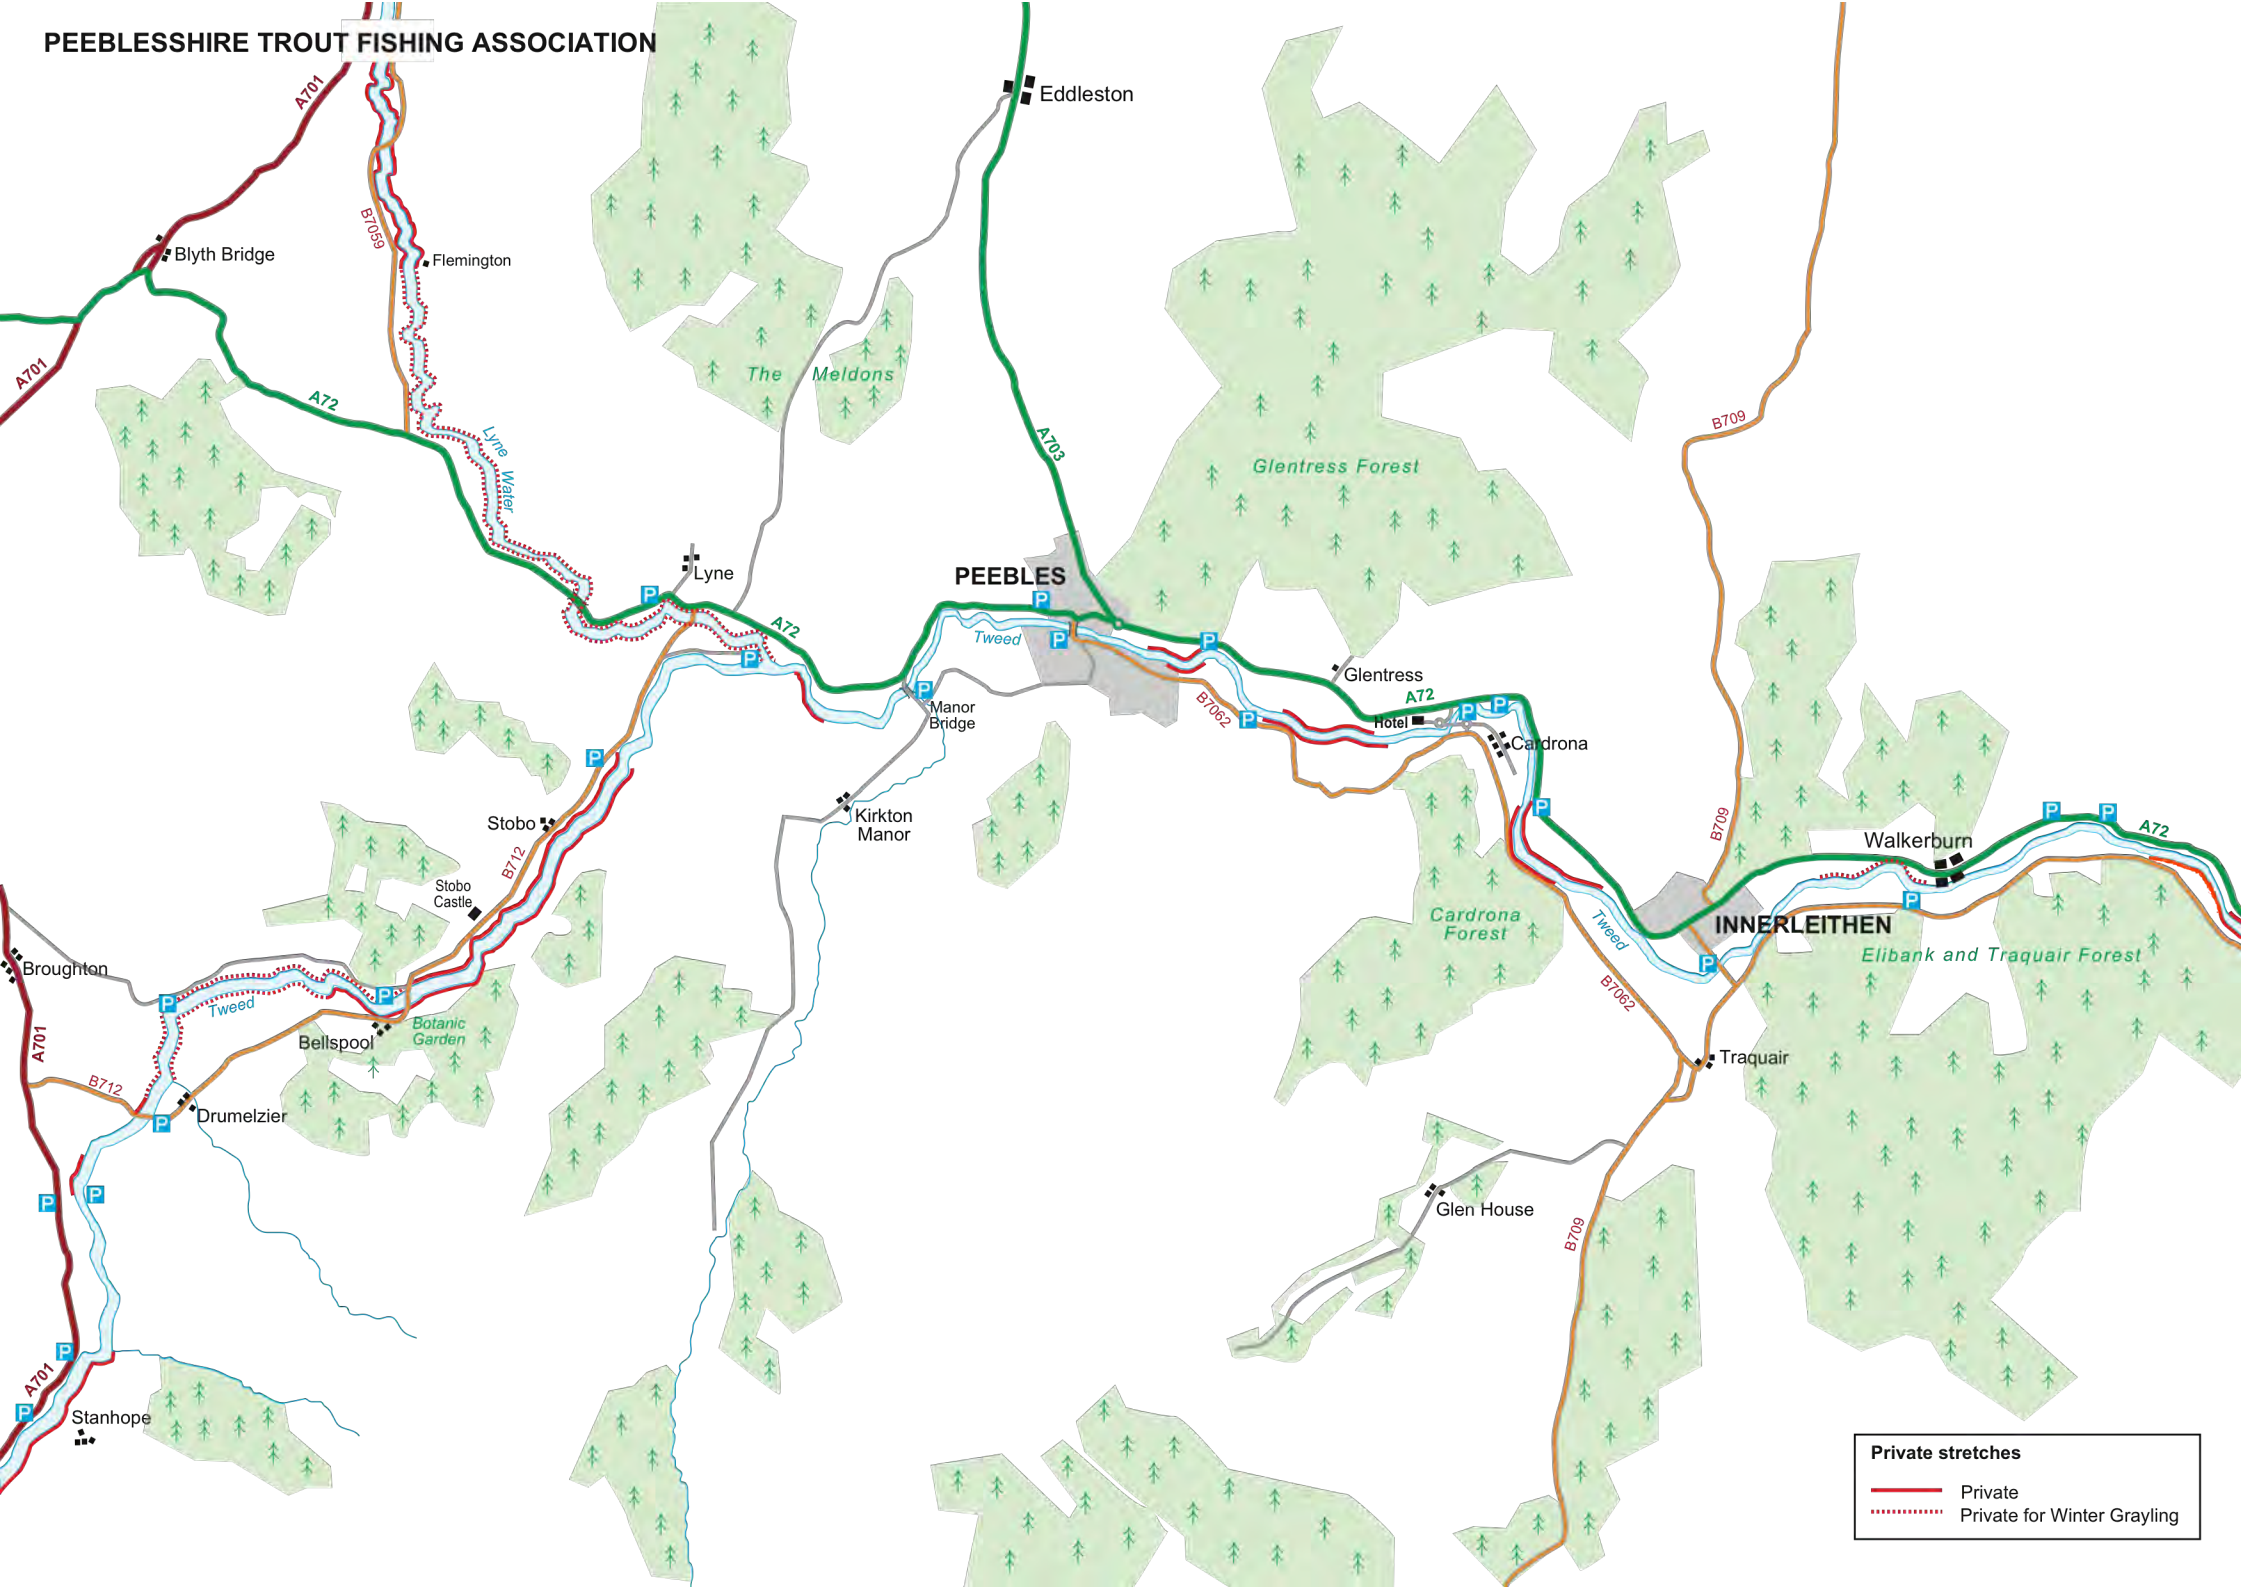 PEEBLESSHIRE TROUT FISHING ASSOCIATION
A701
Eddleston
B7059
Blyth Bridge
Flemington
A701
A72
The Meldons
Lyne Water
A703
B709
Glentress Forest
Lyne
PEEBLES
P
P
A72
Tweed
P
P
P
Glentress
P
Manor
Bridge
B7062
A72
P
P
Hotel
P
Cardrona
P
Stobo
Kirkton
Manor
P
B709
P
P
A72
Walkerburn
B712
Stobo
Castle
P
Cardrona
Forest
Tweed
INNERLEITHEN
Elibank and Traquair Forest
P
Broughton
P
Tweed
P
B7062
Botanic
Garden
Bellspool
A701
Traquair
B712
Drumelzier
P
P
P
Glen House
B709
P
A701
P
Stanhope
Private stretches
Private
Private for Winter Grayling